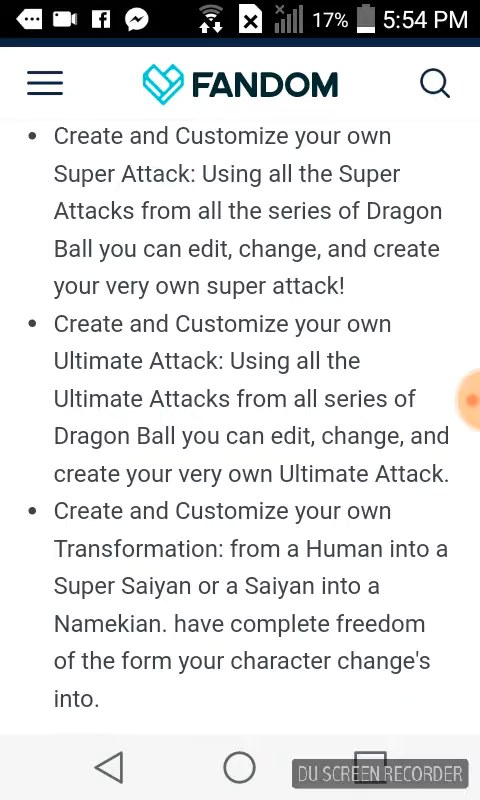 17% 5:54 PM
FANDOM
• Create and Customize your own
Super Attack: Using all the Super
Attacks from all the series of Dragon
Ball you can edit, change, and create
your very own super attack!
• Create and Customize your own
Ultimate Attack: Using all the
Ultimate Attacks from all series of
Dragon Ball you can edit, change, and
create your very own Ultimate Attack.
• Create and Customize your own
Transformation: from a Human into a
Super Saiyan or a Saiyan into a
Namekian. have complete freedom
of the form your character change's
into.
DU SCREEN RECORDER